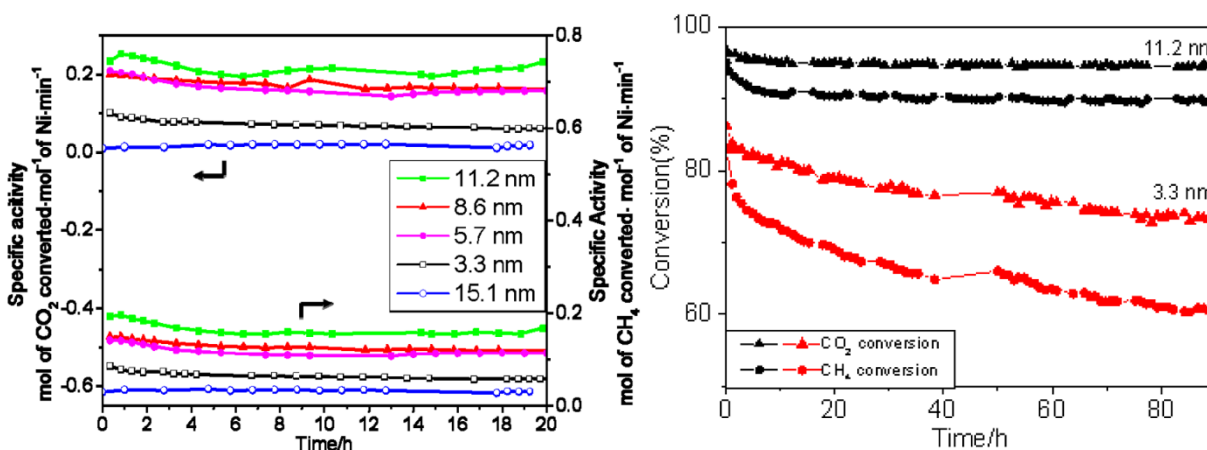 Specific acitivity
mol of CO₂ converted· mol⁻¹ of Ni·min⁻¹
0.2
0.0
-0.2
-0.4
-0.6
11.2 nm
8.6 nm
5.7 nm
3.3 nm
15.1 nm
0 2 4 6 8 10 12 14 16 18 20
Time/h
0.8
0.6
0.4
0.2
0.0
Specific Activity
mol of CH₄ converted· mol⁻¹ of Ni·min⁻¹
Conversion(%)
100
80
60
11.2 nm
3.3 nm
CO₂ conversion
CH₄ conversion
0 20 40 60 80
Time/h